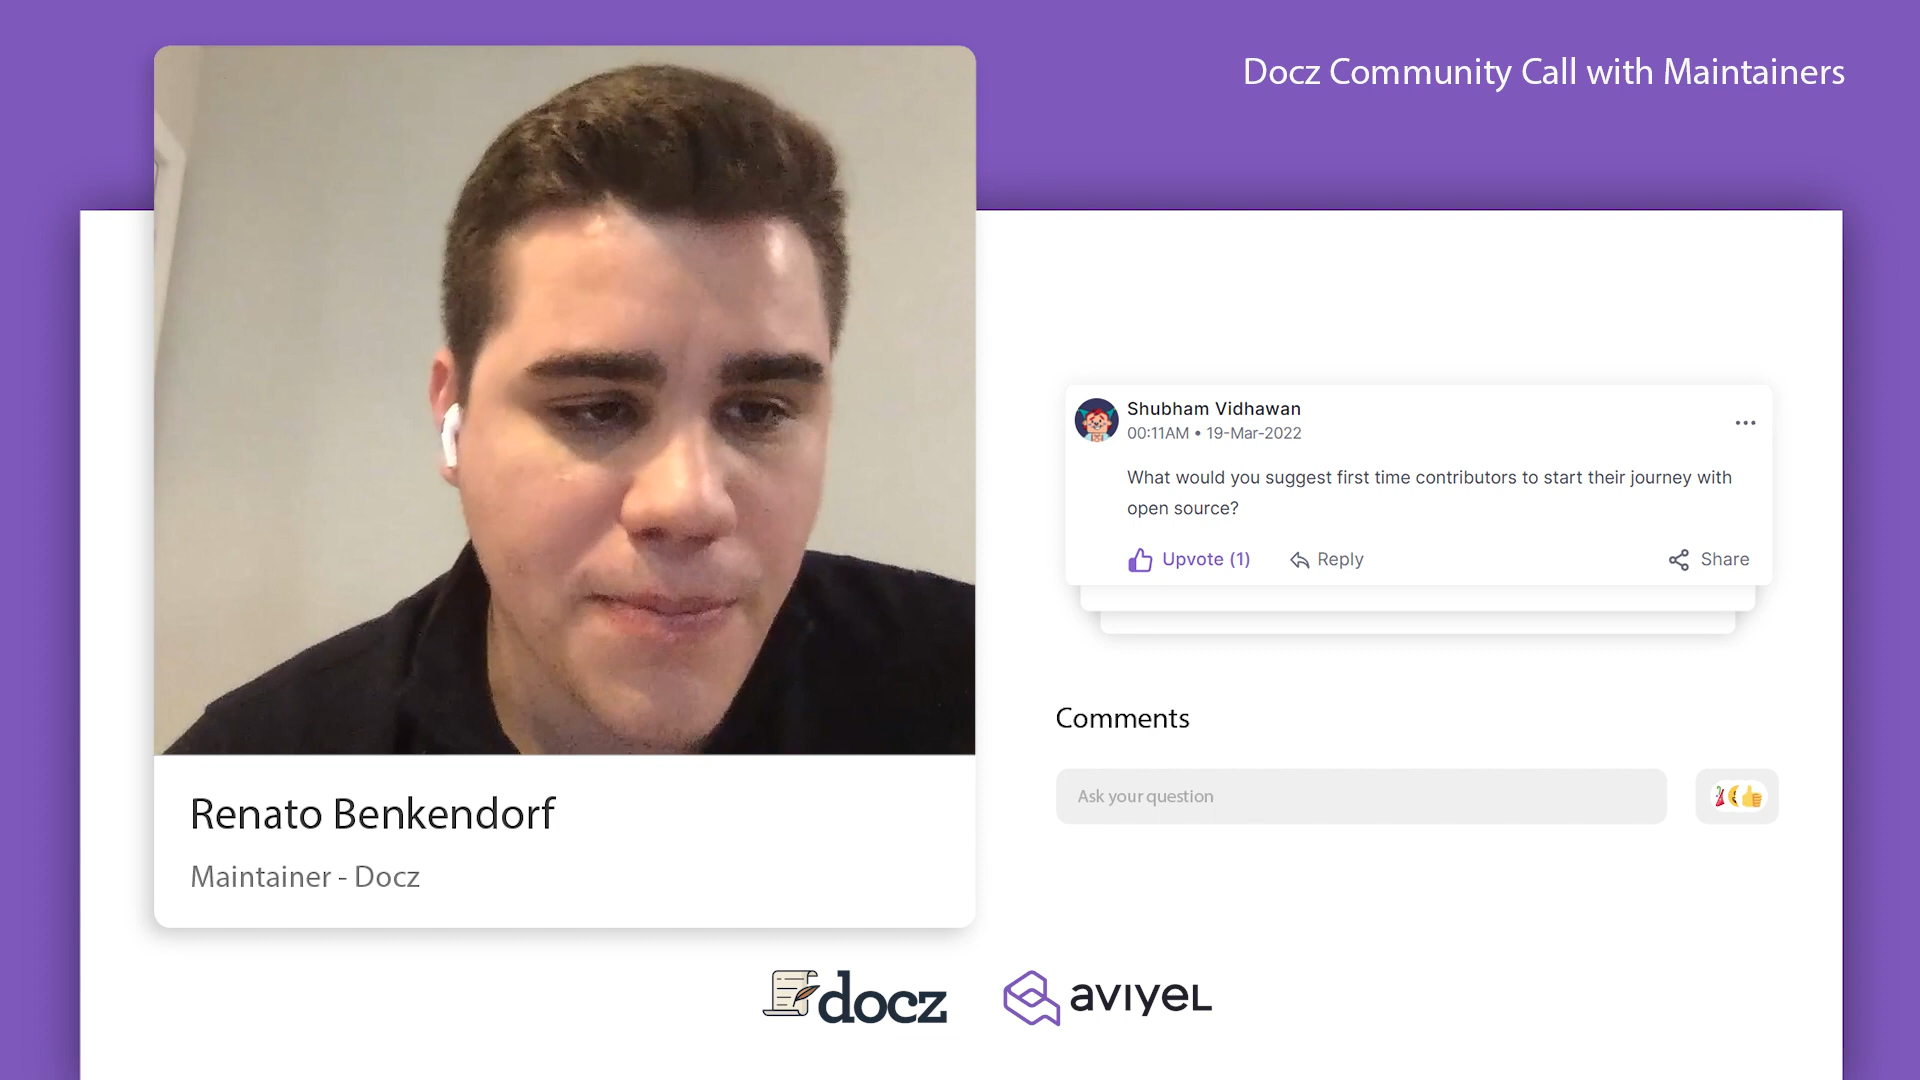 Docz Community Call with Maintainers
Shubham Vidhawan
00:11AM • 19-Mar-2022
What would you suggest first time contributors to start their journey with
open source?
Upvote (1)
Reply
Share
Comments
Ask your question
Renato Benkendorf
Maintainer - Docz
docz
aviyel